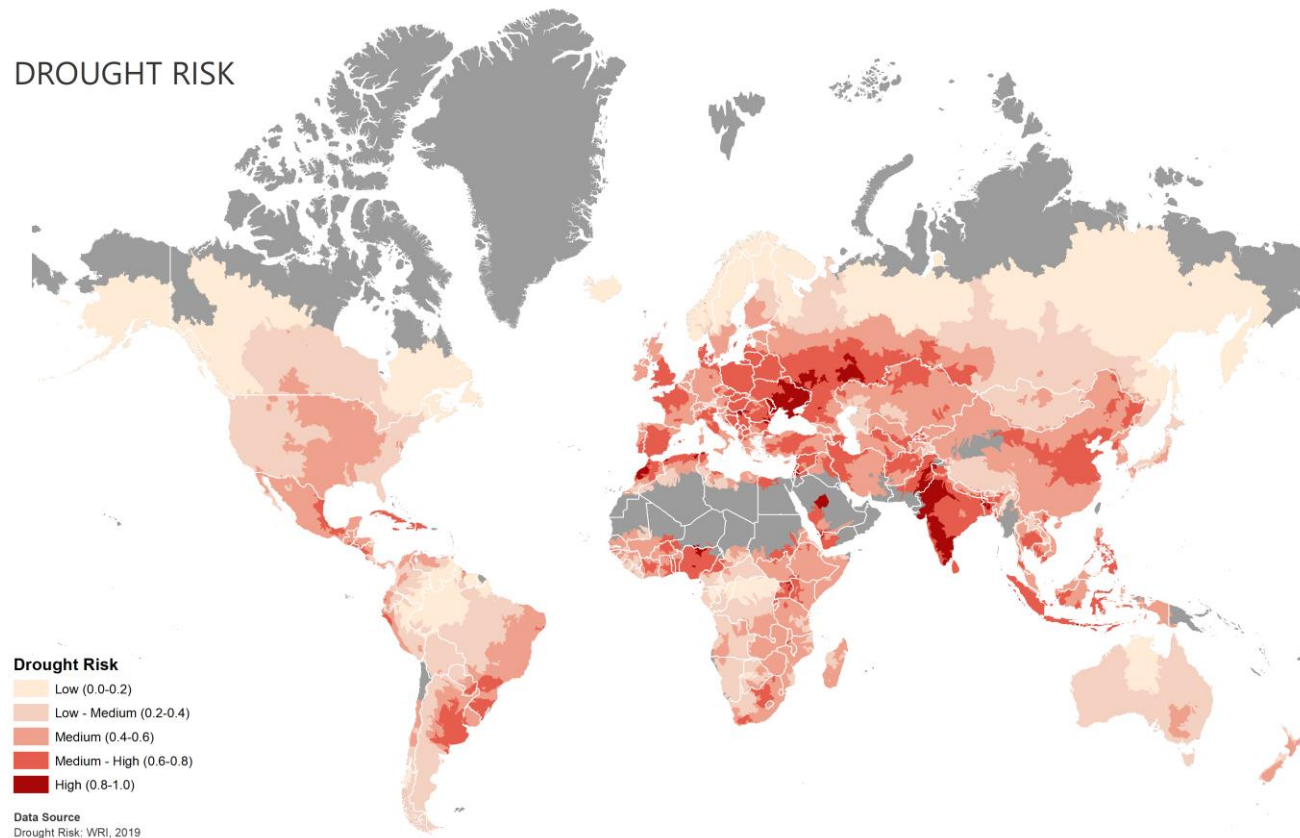 DROUGHT RISK
Drought Risk
Low (0.0-0.2)
Low - Medium (0.2-0.4)
Medium (0.4-0.6)
Medium - High (0.6-0.8)
High (0.8-1.0)
Data Source
Drought Risk: WRI, 2019